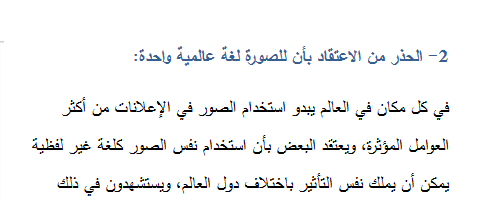 2- الحذر من الاعتقاد بأن للصورة لغة عالمية واحدة:
في كل مكان في العالم يبدو استخدام الصور في الإعلانات من أكثر
العوامل المؤثرة، ويعتقد البعض بأن استخدام نفس الصور كلغة غير لفظية
يمكن أن يملك نفس التأثير باختلاف دول العالم، ويستشهدون في ذلك